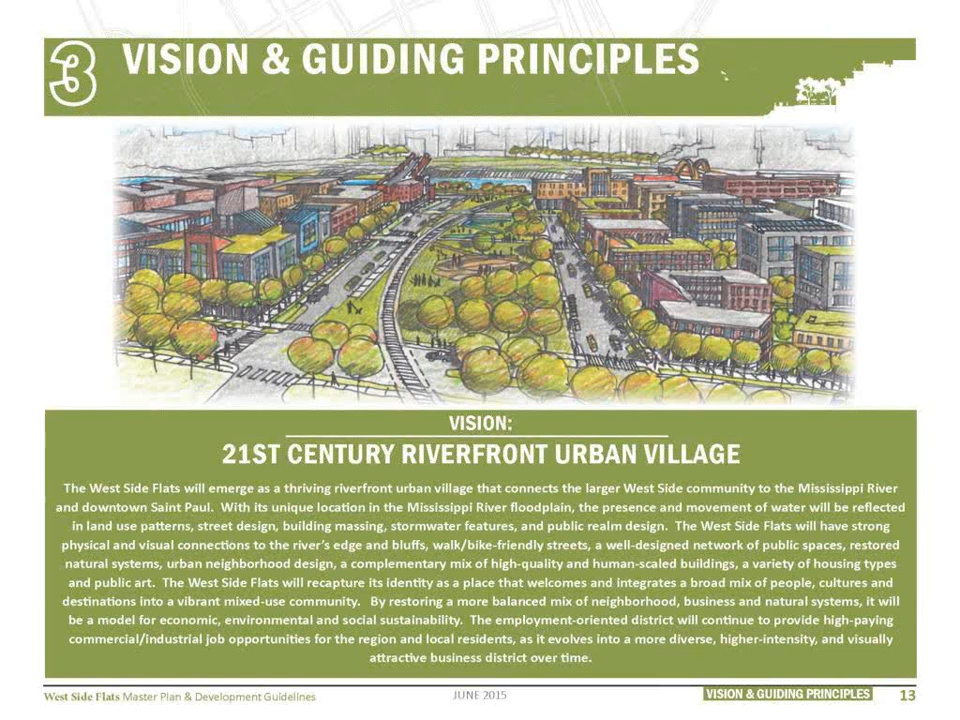 3 VISION & GUIDING PRINCIPLES
VISION:
21ST CENTURY RIVERFRONT URBAN VILLAGE
The West Side Flats will emerge as a thriving riverfront urban village that connects the larger West Side community to the Mississippi River
and downtown Saint Paul. With its unique location in the Mississippi River floodplain, the presence and movement of water will be reflected
in land use patterns, street design, building massing, stormwater features, and public realm design. The West Side Flats will have strong
physical and visual connections to the river's edge and bluffs, walk/bike-friendly streets, a well-designed network of public spaces, restored
natural systems, urban neighborhood design, a complementary mix of high-quality and human-scaled buildings, a variety of housing types
and public art. The West Side Flats will recapture its identity as a place that welcomes and integrates a broad mix of people, cultures and
destinations into a vibrant mixed-use community. By restoring a more balanced mix of neighborhood, business and natural systems, it will
be a model for economic, environmental and social sustainability. The employment-oriented district will continue to provide high-paying
commercial/industrial job opportunities for the region and local residents, as it evolves into a more diverse, higher-intensity, and visually
attractive business district over time.
West Side Flats Master Plan & Development Guidelines JUNE 2015 VISION & GUIDING PRINCIPLES 13